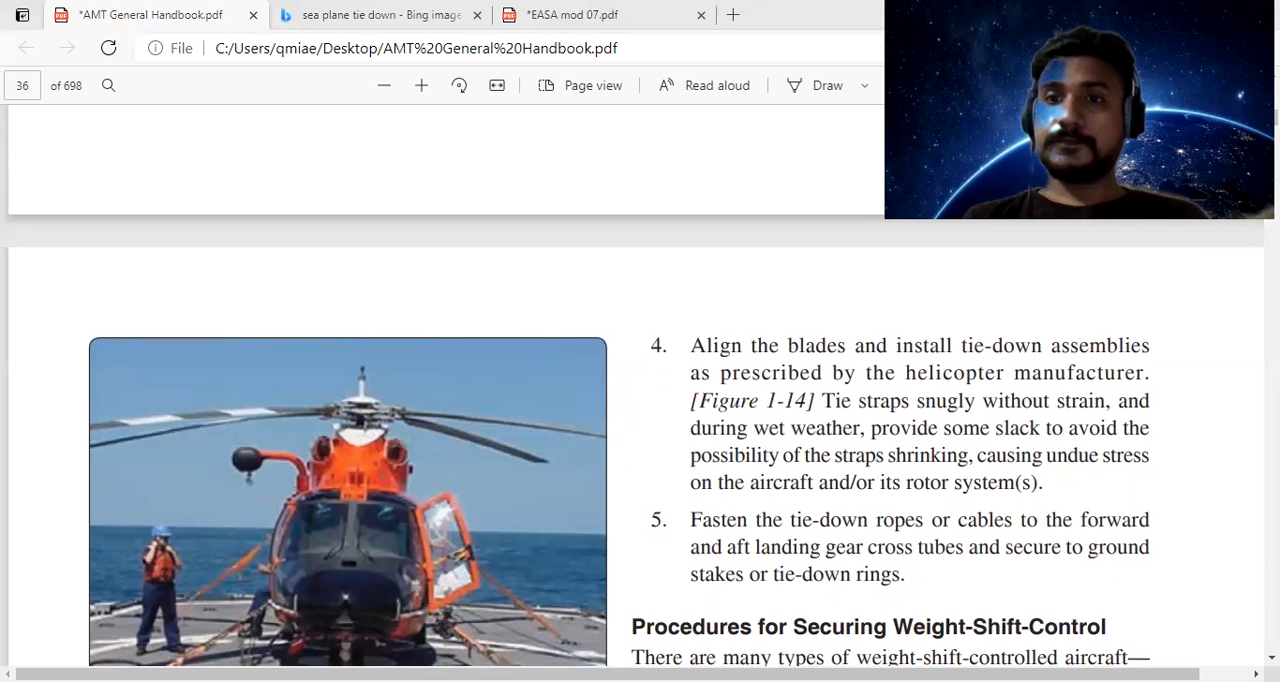 *AMT General Handbook.pdf
sea plane tie down - Bing image
*EASA mod 07.pdf
File
C:/Users/qmiae/Desktop/AMT%20General%20Handbook.pdf
36 of 698
Page view
Read aloud
Draw
4. Align the blades and install tie-down assemblies
as prescribed by the helicopter manufacturer.
[Figure 1-14] Tie straps snugly without strain, and
during wet weather, provide some slack to avoid the
possibility of the straps shrinking, causing undue stress
on the aircraft and/or its rotor system(s).
5. Fasten the tie-down ropes or cables to the forward
and aft landing gear cross tubes and secure to ground
stakes or tie-down rings.
Procedures for Securing Weight-Shift-Control
There are many types of weight-shift-controlled aircraft—